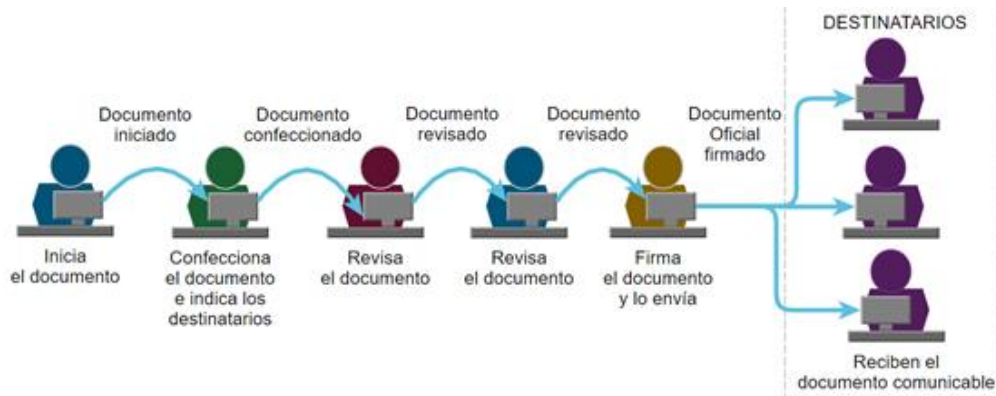 DESTINATARIOS
Documento
iniciado
Documento
confeccionado
Documento
revisado
Documento
revisado
Documento
Oficial
firmado
Inicia
el documento
Confecciona
el documento
e indica los
destinatarios
Revisa
el documento
Revisa
el documento
Firma
el documento
y lo envía
Reciben el
documento comunicable